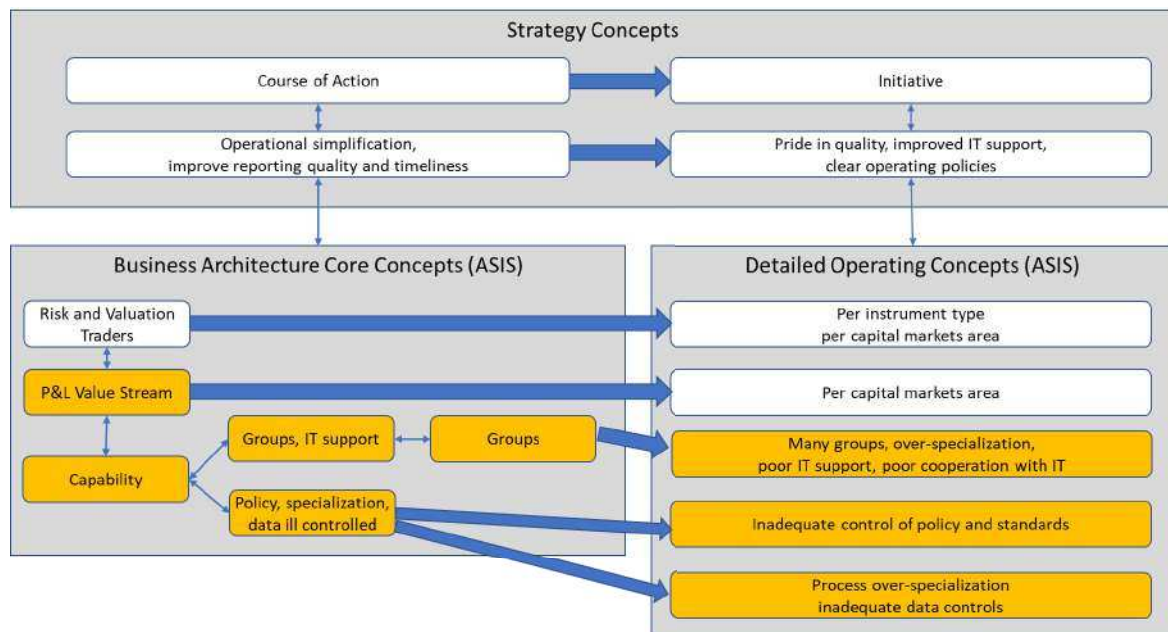 Strategy Concepts
Course of Action
Initiative
Operational simplification,
improve reporting quality and timeliness
Pride in quality, improved IT support,
clear operating policies
Business Architecture Core Concepts (ASIS)
Risk and Valuation
Traders
P&L Value Stream
Groups, IT support
Groups
Capability
Policy, specialization,
data ill controlled
Detailed Operating Concepts (ASIS)
Per instrument type
per capital markets area
Per capital markets area
Many groups, over-specialization,
poor IT support, poor cooperation with IT
Inadequate control of policy and standards
Process over-specialization
inadequate data controls